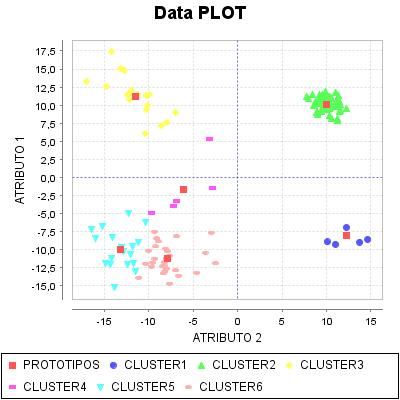 Data PLOT
17,5
15,0
12,5
10,0
7,5
5,0
2,5
0,0
-2,5
-5,0
-7,5
-10,0
-12,5
-15,0
ATRIBUTO 1
-15 -10 -5 0 5 10 15
ATRIBUTO 2
PROTOTIPOS CLUSTER1 CLUSTER2 CLUSTER3
CLUSTER4 CLUSTER5 CLUSTER6